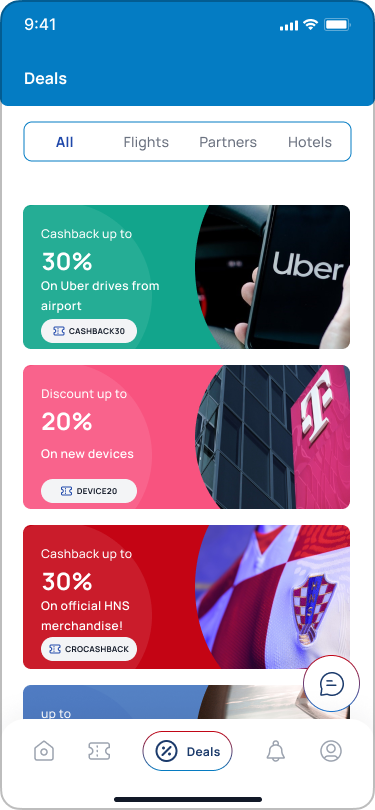 9:41
Deals
All
Flights
Partners
Hotels
Cashback up to
30%
On Uber drives from
airport
CASHBACK30
Uber
Discount up to
20%
On new devices
DEVICE20
T
Cashback up to
30%
On official HNS
merchandise!
CROCASHBACK
up to
Deals